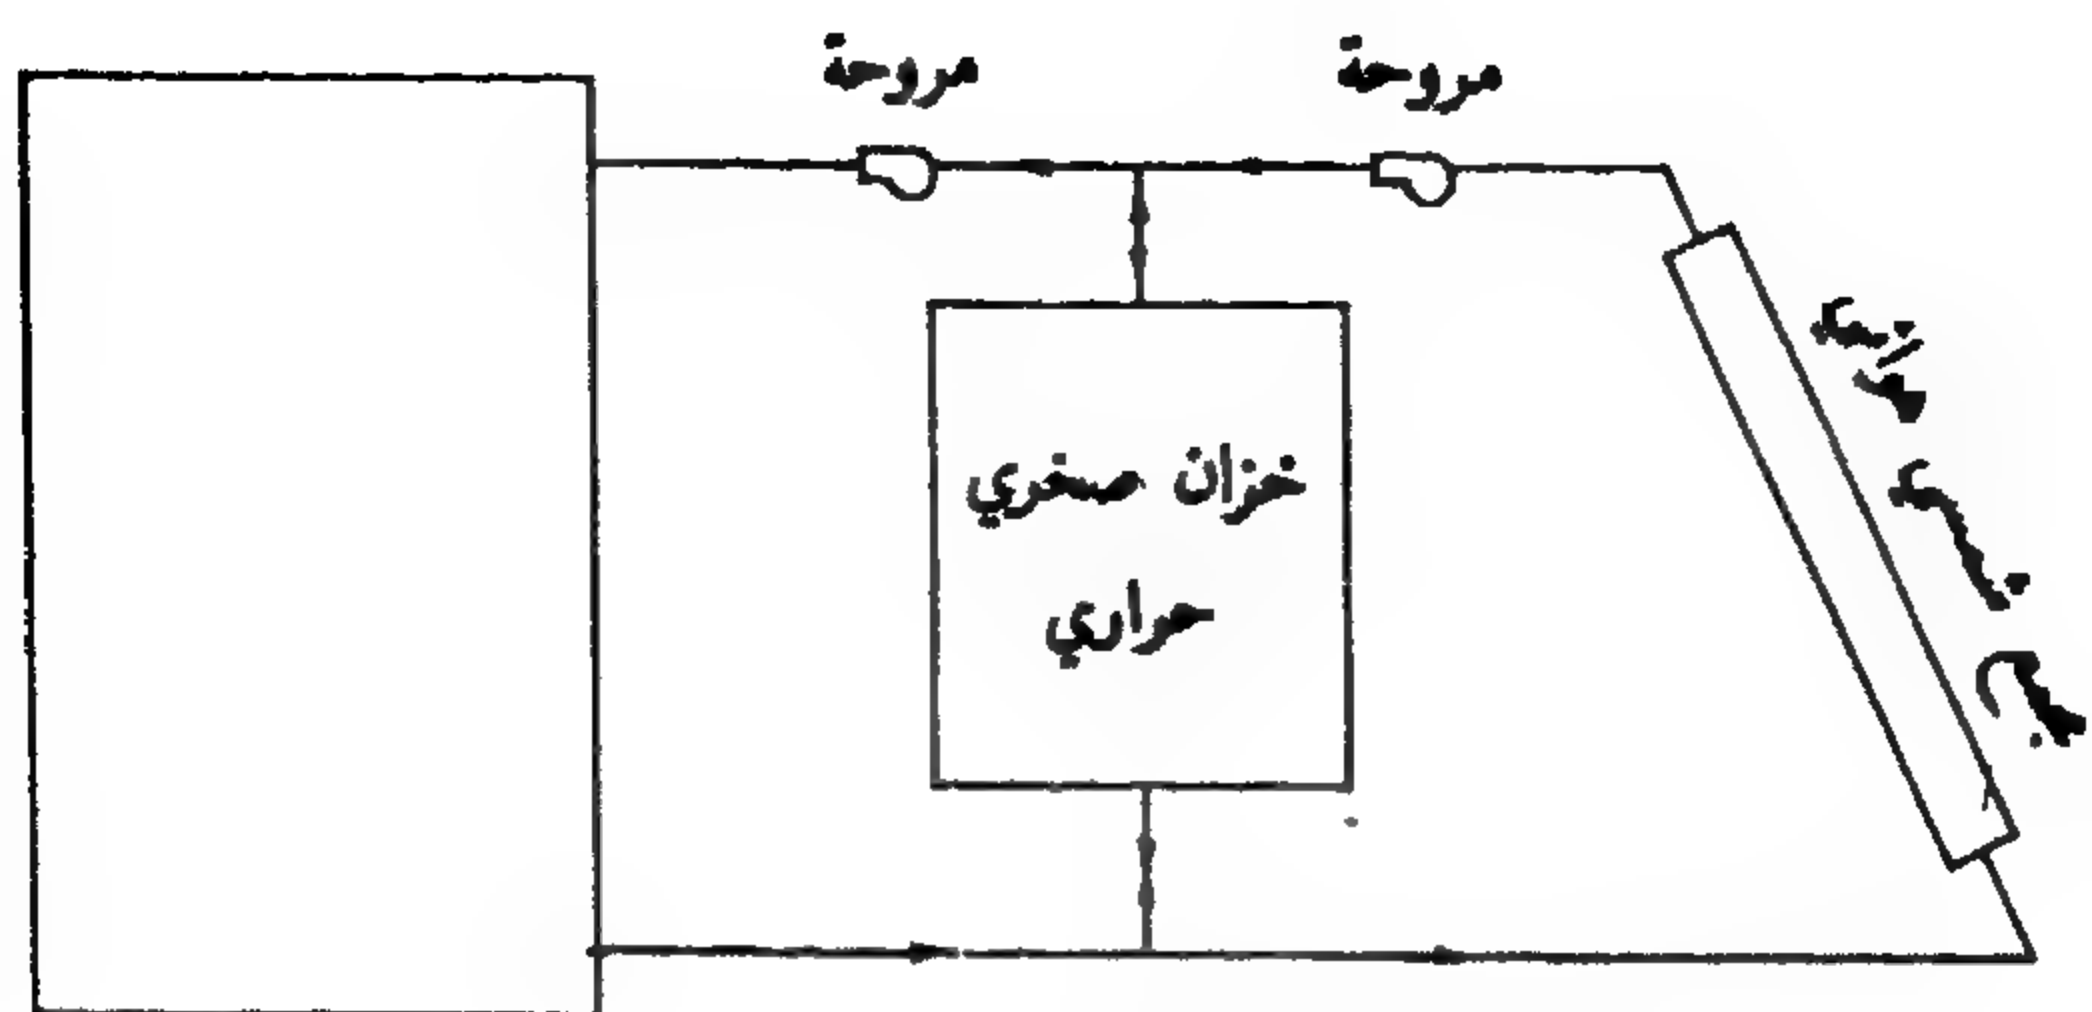 مروحة
مروحة
خزان صخري
حراري
مجمع شمسي هوائي